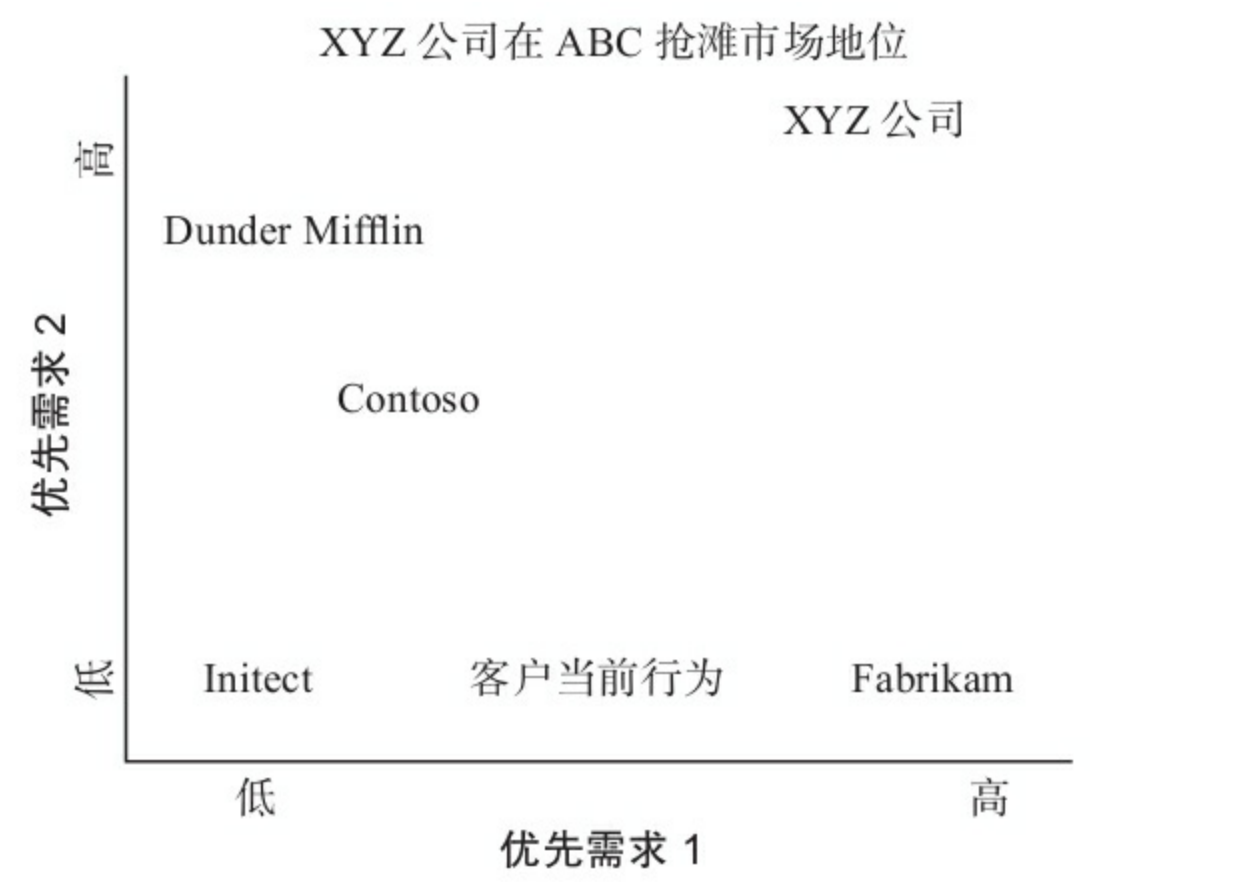 XYZ 公司在 ABC 抢滩市场地位
XYZ 公司
高
Dunder Mifflin
优先需求 2
Contoso
低
Initect
客户当前行为
Fabrikam
低
高
优先需求 1